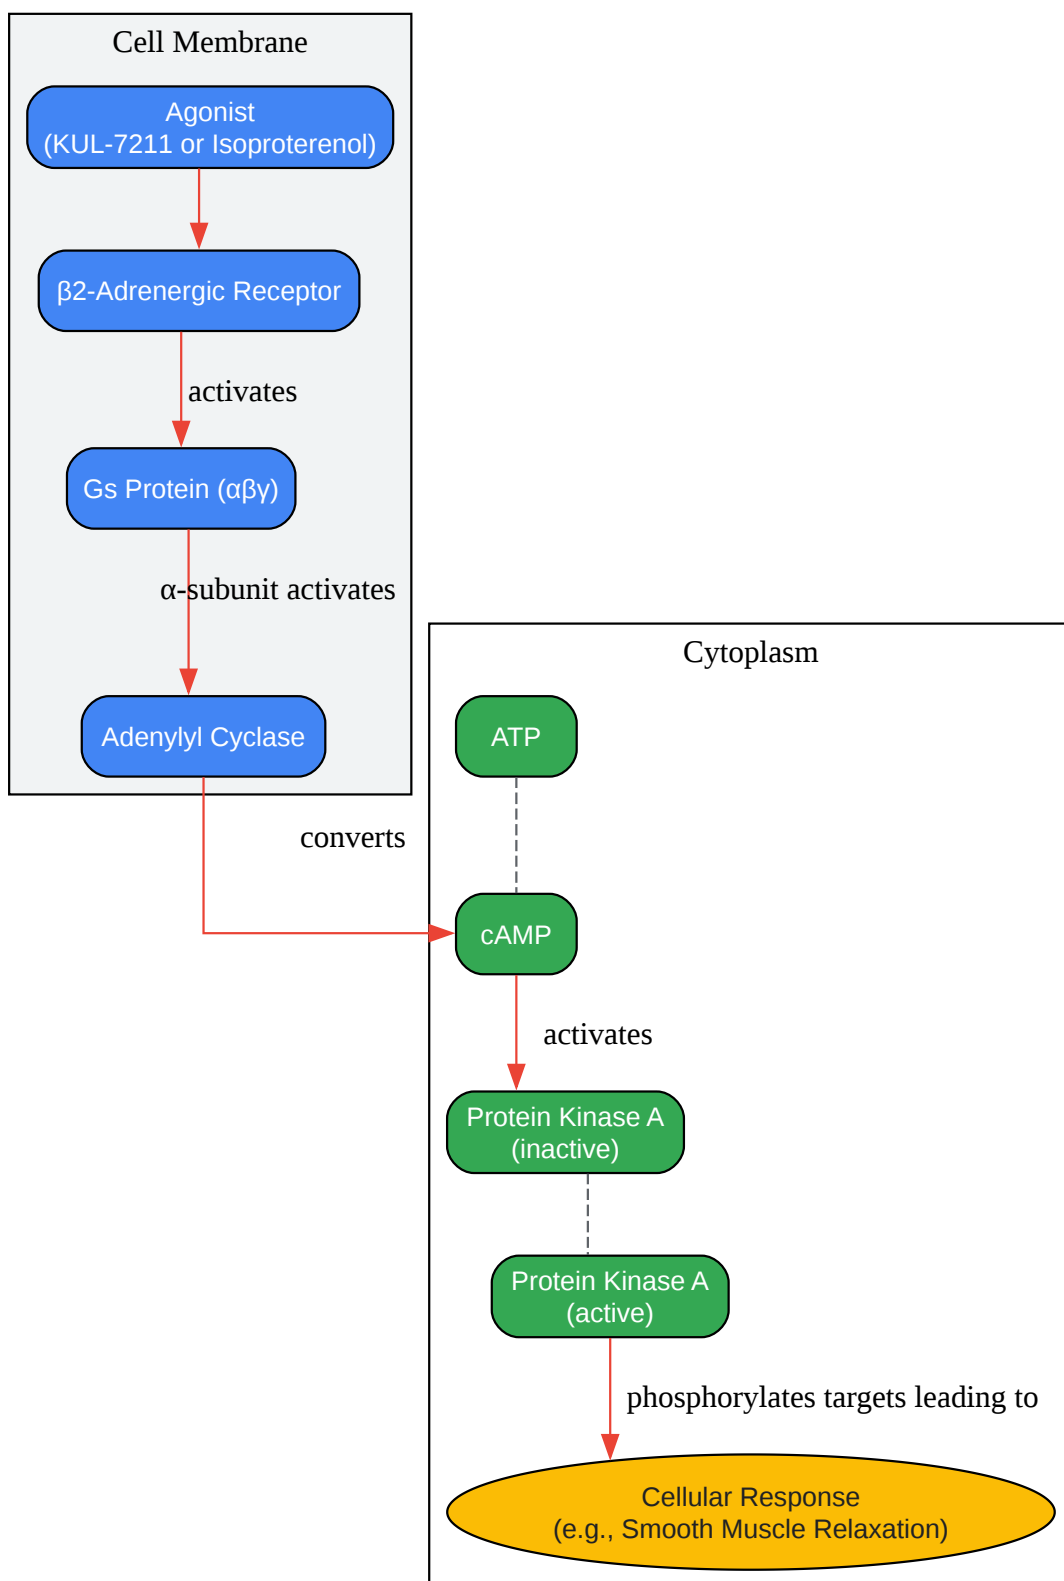 Cell Membrane
Agonist
(KUL-7211 or Isoproterenol)
β2-Adrenergic Receptor
activates
Gs Protein (αβγ)
α-subunit activates
Adenylyl Cyclase
converts
Cytoplasm
ATP
cAMP
activates
Protein Kinase A
(inactive)
Protein Kinase A
(active)
phosphorylates targets leading to
Cellular Response
(e.g., Smooth Muscle Relaxation)